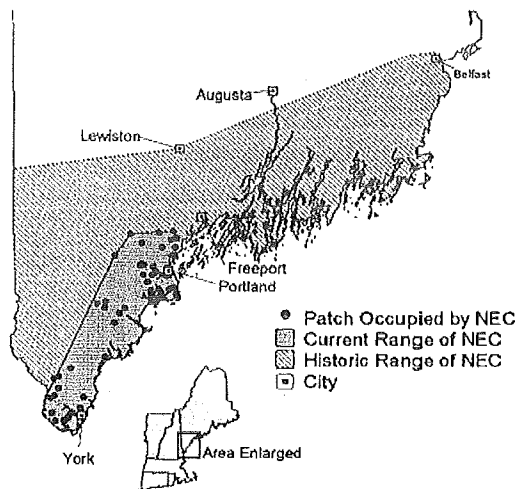 Belfast
Augusta
Lewiston
Freeport
Portland
Patch Occupied by NEC
Current Range of NEC
Historic Range of NEC
City
York
Area Enlarged